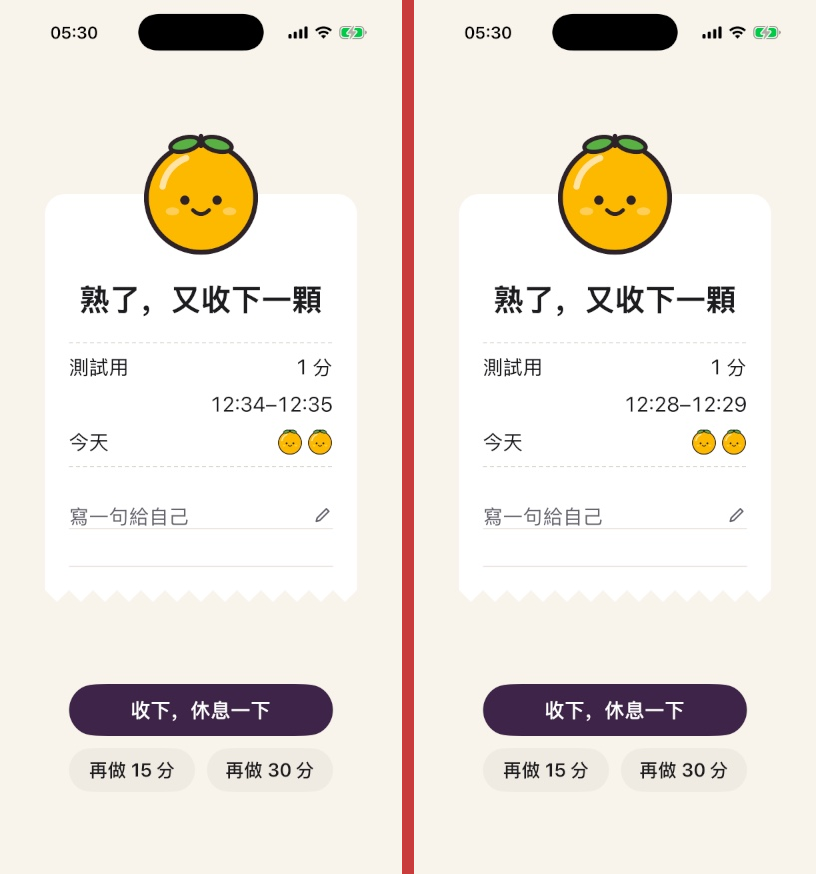 05:30
熟了，又收下一顆
測試用 1 分
12:34–12:35
今天
寫一句給自己
收下，休息一下
再做 15 分 再做 30 分
05:30
熟了，又收下一顆
測試用 1 分
12:28–12:29
今天
寫一句給自己
收下，休息一下
再做 15 分 再做 30 分